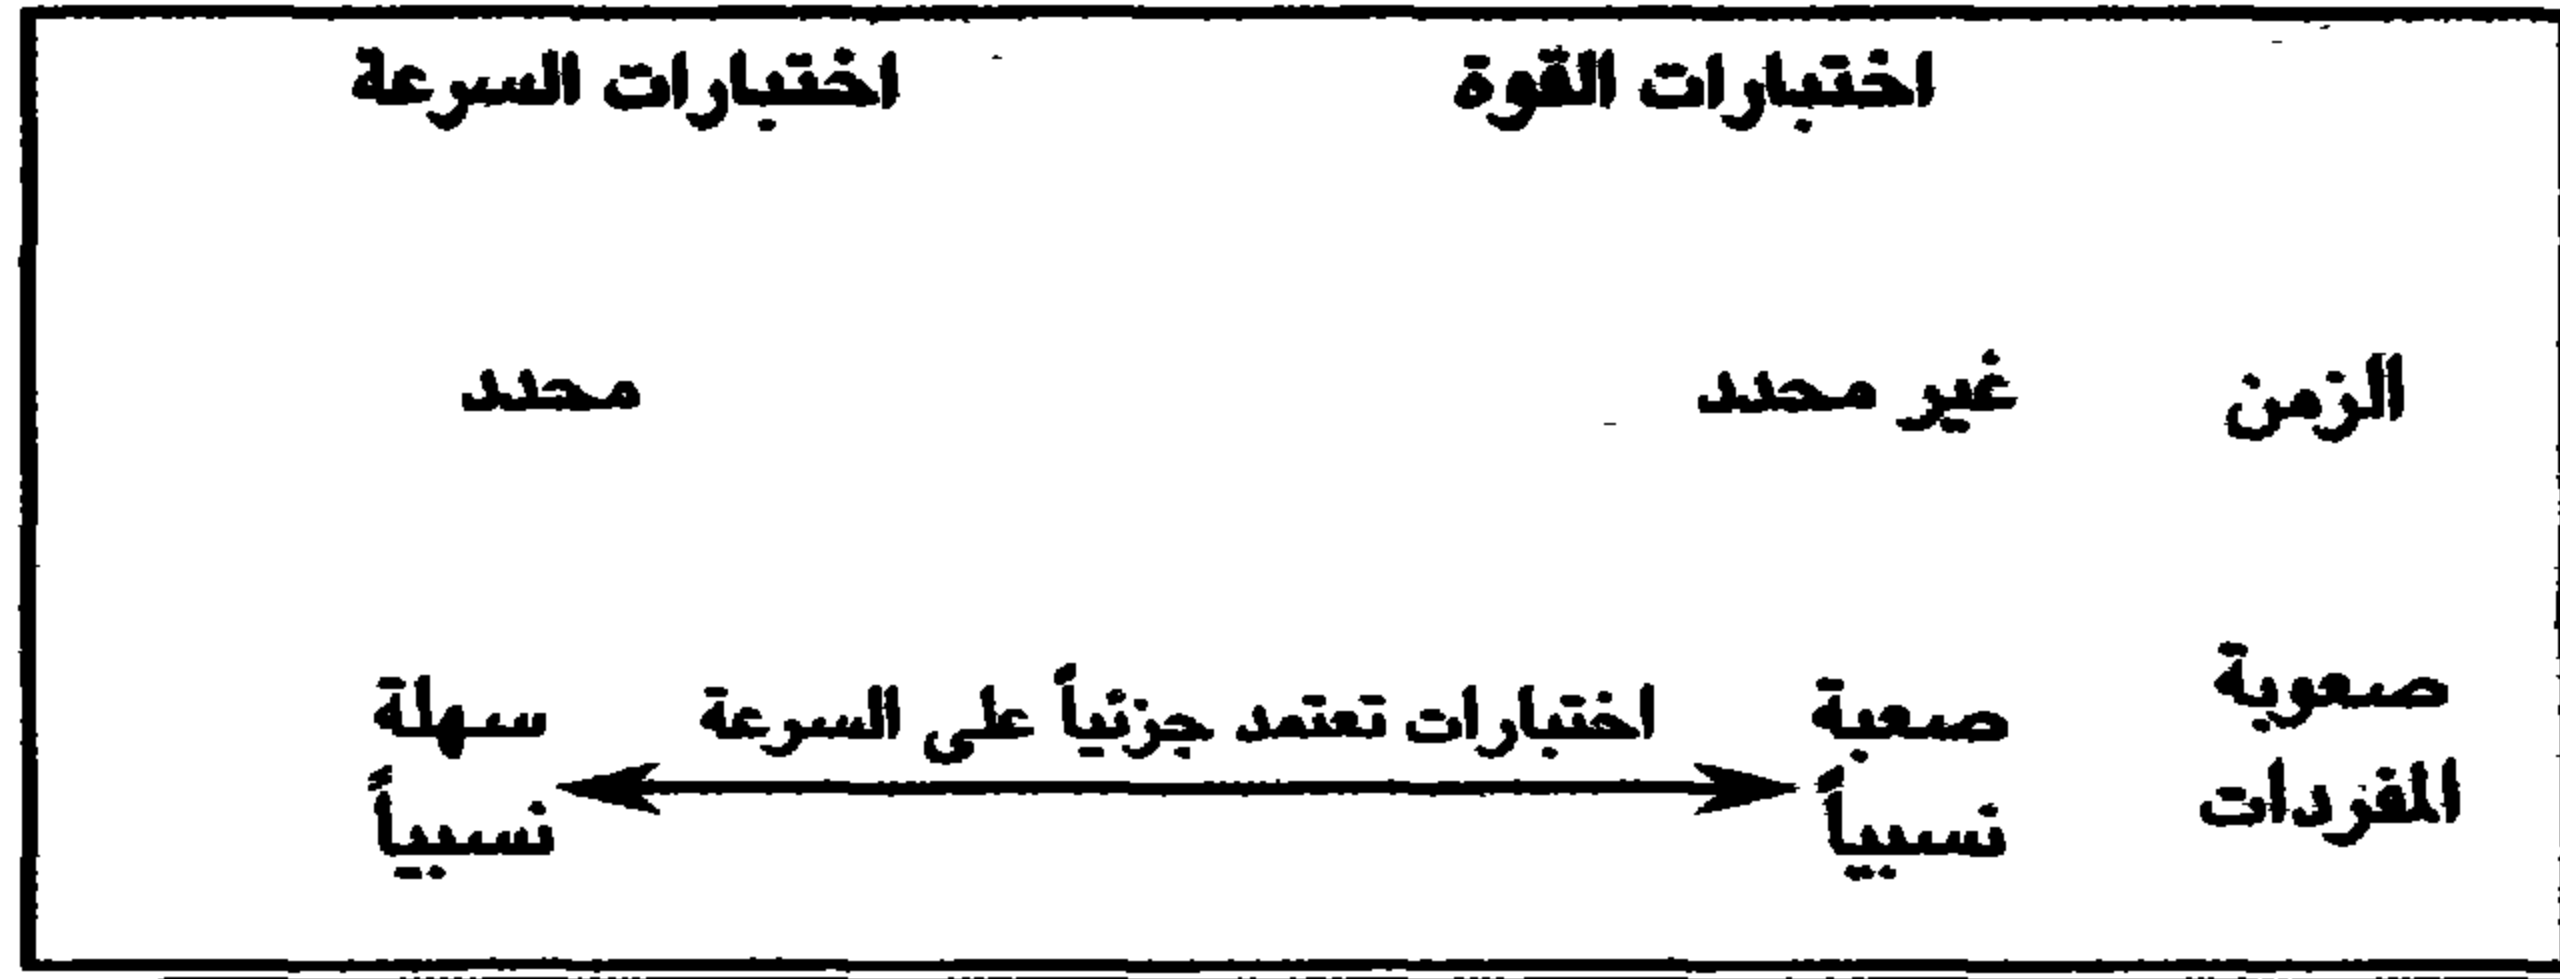 اختبارات القوة اختبارات السرعة
الزمن غير محدد محدد
صعوبة صعبة اختبارات تعتمد جزئياً على السرعة سهلة
المفردات نسبياً نسبياً